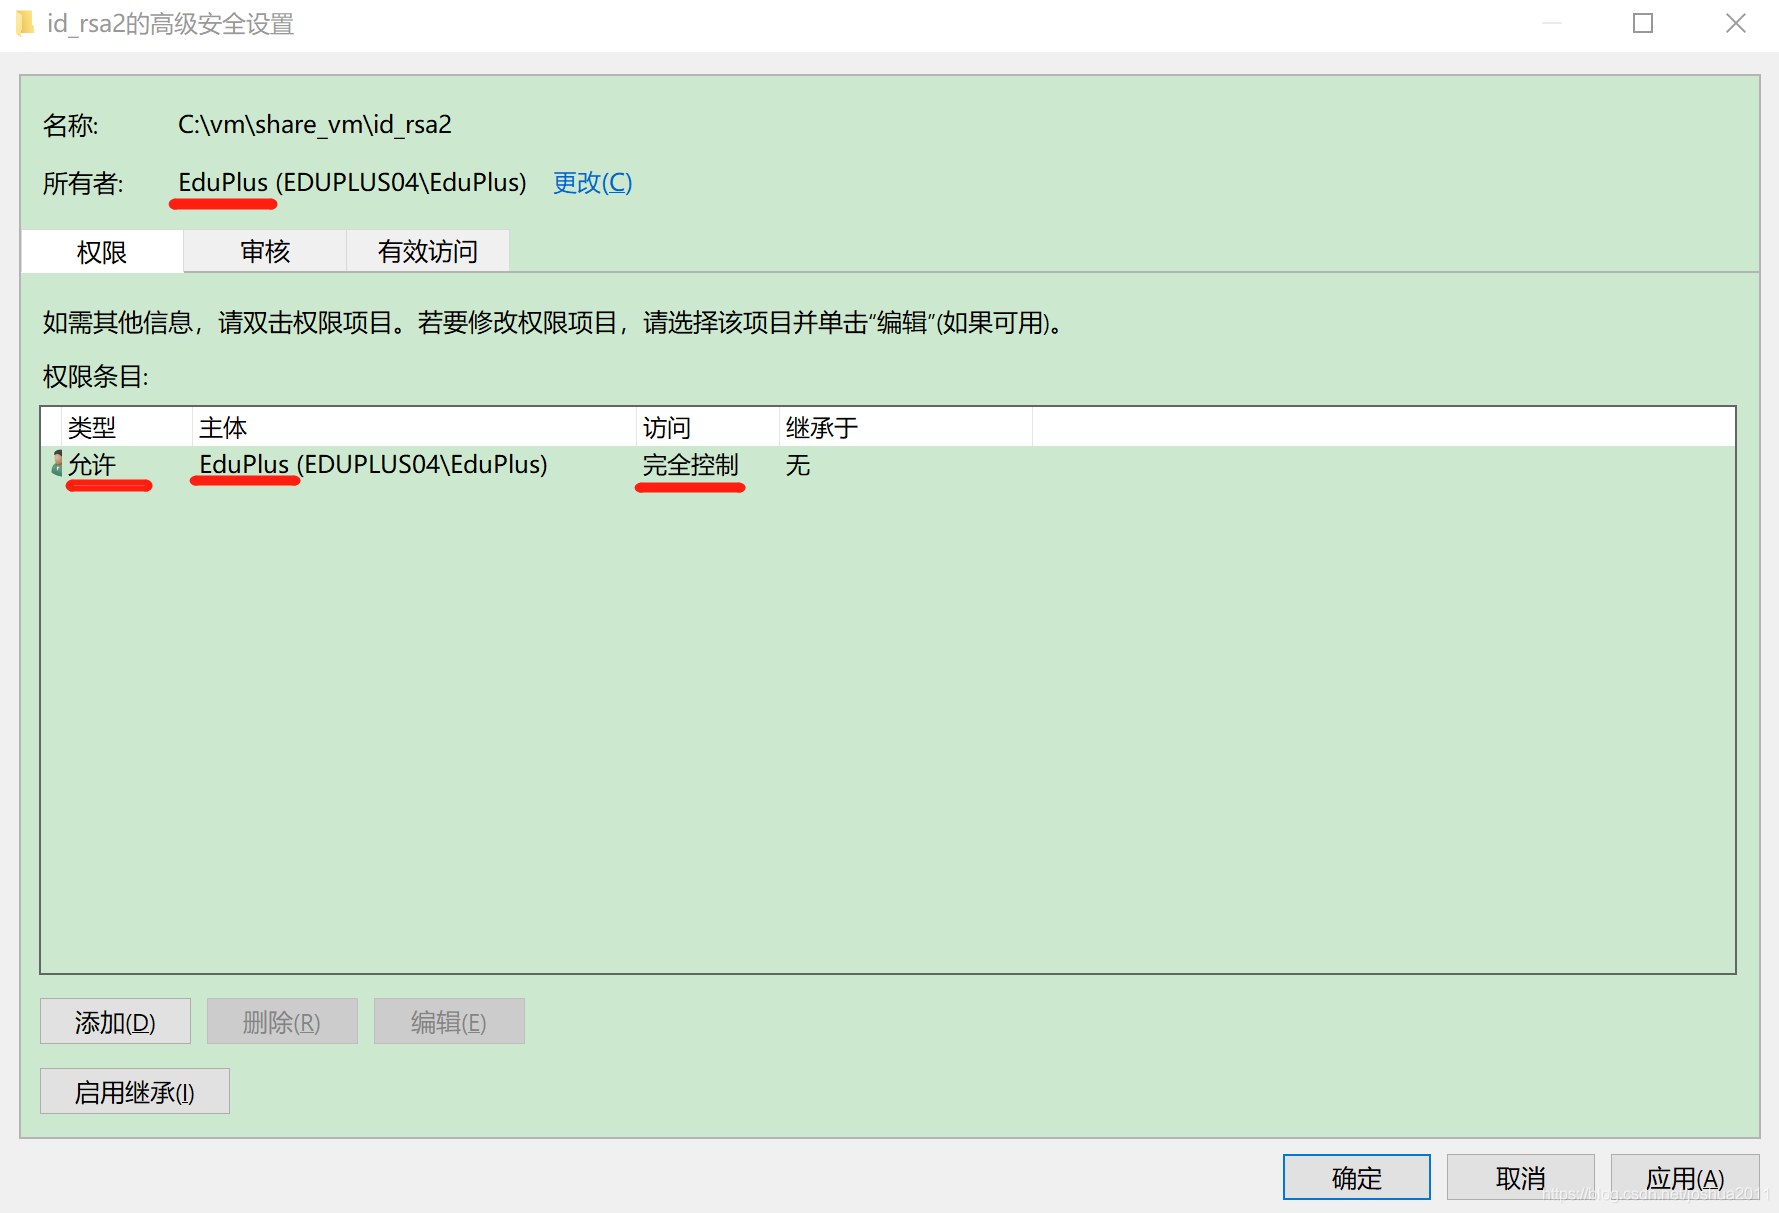 id_rsa2的高级安全设置
名称: C:\vm\share_vm\id_rsa2
所有者: EduPlus (EDUPLUS04\EduPlus) 更改(C)
权限 审核 有效访问
如需其他信息，请双击权限项目。若要修改权限项目，请选择该项目并单击“编辑”(如果可用)。
权限条目:
类型 主体 访问 继承于
允许 EduPlus (EDUPLUS04\EduPlus) 完全控制 无
添加(D) 删除(R) 编辑(E)
启用继承(I)
确定 取消 应用(A)
https://blog.csdn.net/joshua2011